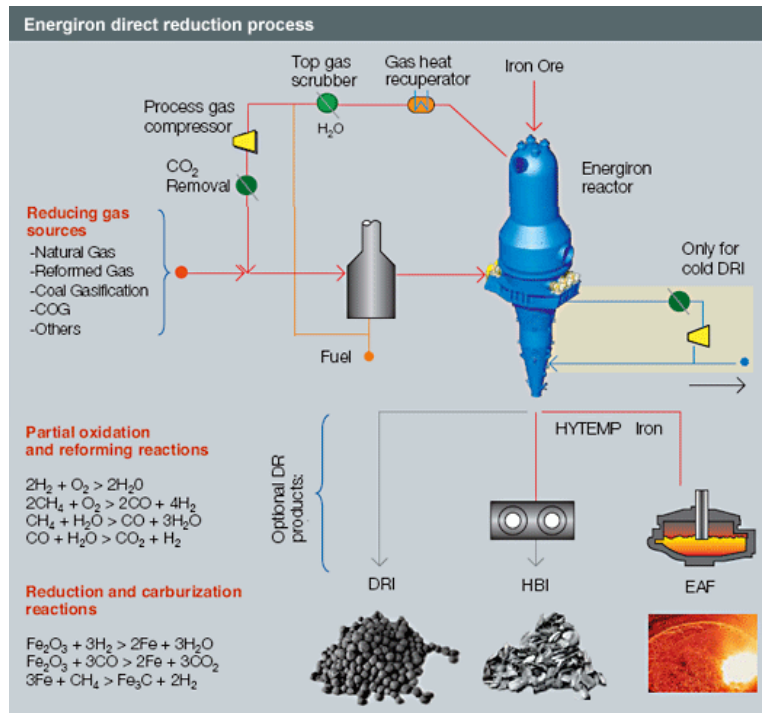 Energiron direct reduction process
Top gas
scrubber
Gas heat
recuperator
Iron Ore
Process gas
compressor
H₂O
CO₂
Removal
Energiron
reactor
Reducing gas
sources
-Natural Gas
-Reformed Gas
-Coal Gasification
-COG
-Others
Only for
cold DRI
Fuel
Partial oxidation
and reforming reactions
2H₂ + O₂ > 2H₂0
2CH₄ + O₂ > 2CO + 4H₂
CH₄ + H₂O > CO + 3H₂O
CO + H₂O > CO₂ + H₂
Optional DR
products:
HYTEMP Iron
DRI
HBI
EAF
Reduction and carburization
reactions
Fe₂O₃ + 3H₂ > 2Fe + 3H₂O
Fe₂O₃ + 3CO > 2Fe + 3CO₂
3Fe + CH₄ > Fe₃C + 2H₂